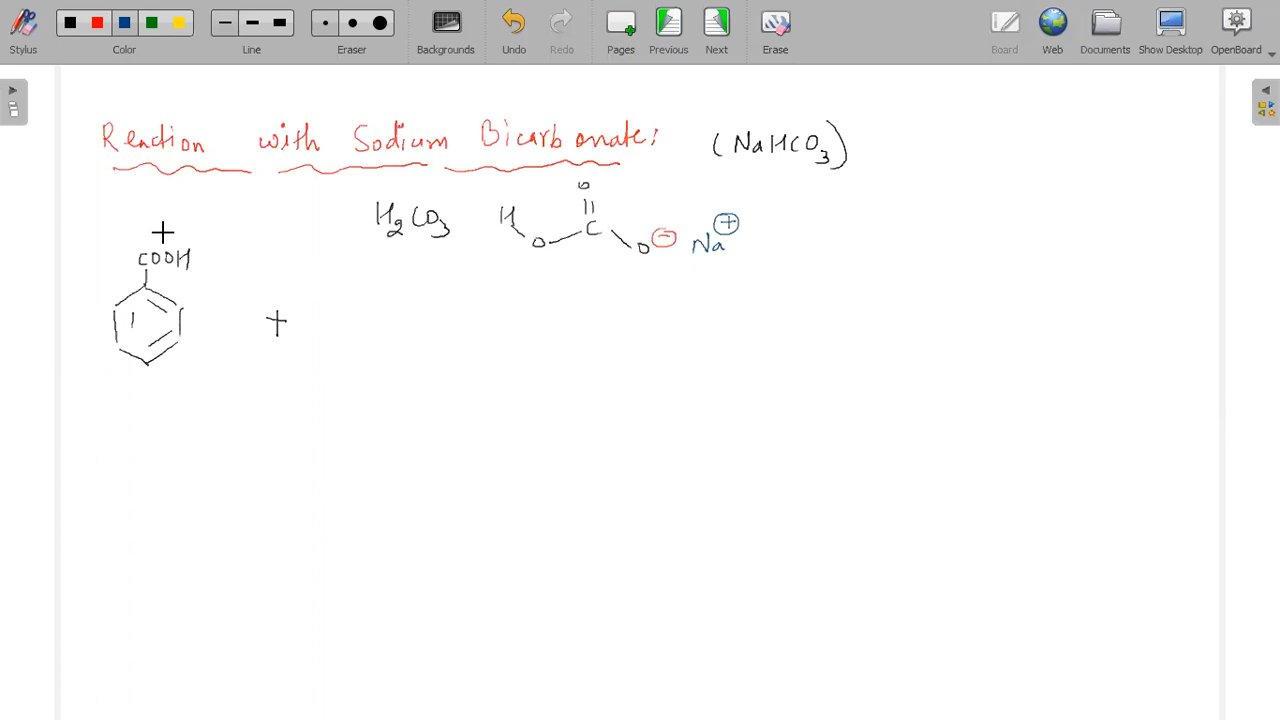 Stylus Color Line Eraser Backgrounds Undo Redo Pages Previous Next Erase Board Web Documents Show Desktop OpenBoard
Reaction with Sodium Bicarbonate: (NaHCO3)
H2CO3 H O C O O ⊖ Na ⊕
COOH
+